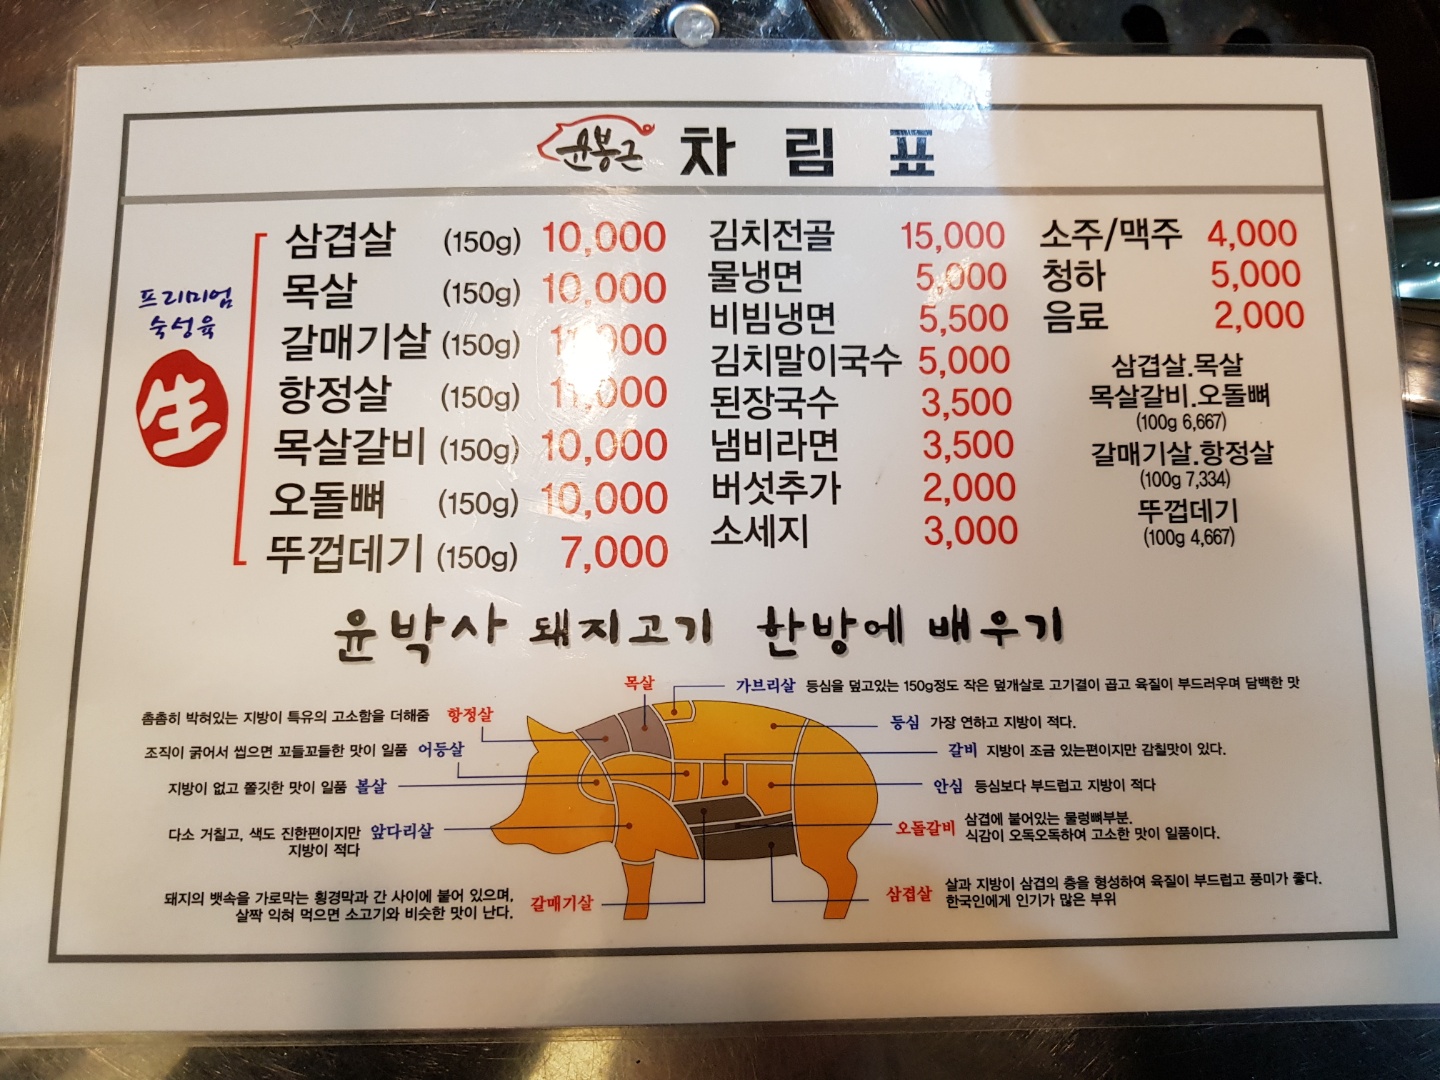 윤봉근 차림표
프리미엄
숙성육
生
삼겹살 (150g) 10,000
목살 (150g) 10,000
갈매기살 (150g) 11,000
항정살 (150g) 11,000
목살갈비 (150g) 10,000
오돌뼈 (150g) 10,000
뚜껍데기 (150g) 7,000
김치전골 15,000
물냉면 5,000
비빔냉면 5,500
김치말이국수 5,000
된장국수 3,500
냄비라면 3,500
버섯추가 2,000
소세지 3,000
소주/맥주 4,000
청하 5,000
음료 2,000
삼겹살.목살
목살갈비.오돌뼈
(100g 6,667)
갈매기살.항정살
(100g 7,334)
뚜껍데기
(100g 4,667)
윤박사 돼지고기 한방에 배우기
목살
가브리살 등심을 덮고있는 150g정도 작은 덮개살로 고기결이 곱고 육질이 부드러우며 담백한 맛
촘촘히 박혀있는 지방이 특유의 고소함을 더해줌 항정살
등심 가장 연하고 지방이 적다.
조직이 굵어서 씹으면 꼬들꼬들한 맛이 일품 어등살
갈비 지방이 조금 있는편이지만 감칠맛이 있다.
지방이 없고 쫄깃한 맛이 일품 볼살
안심 등심보다 부드럽고 지방이 적다
다소 거칠고, 색도 진한편이지만 앞다리살
지방이 적다
오돌갈비 삼겹에 붙어있는 물렁뼈부분.
식감이 오독오독하여 고소한 맛이 일품이다.
돼지의 뱃속을 가로막는 횡경막과 간 사이에 붙어 있으며, 갈매기살
살짝 익혀 먹으면 소고기와 비슷한 맛이 난다.
삼겹살 살과 지방이 삼겹의 층을 형성하여 육질이 부드럽고 풍미가 좋다.
한국인에게 인기가 많은 부위